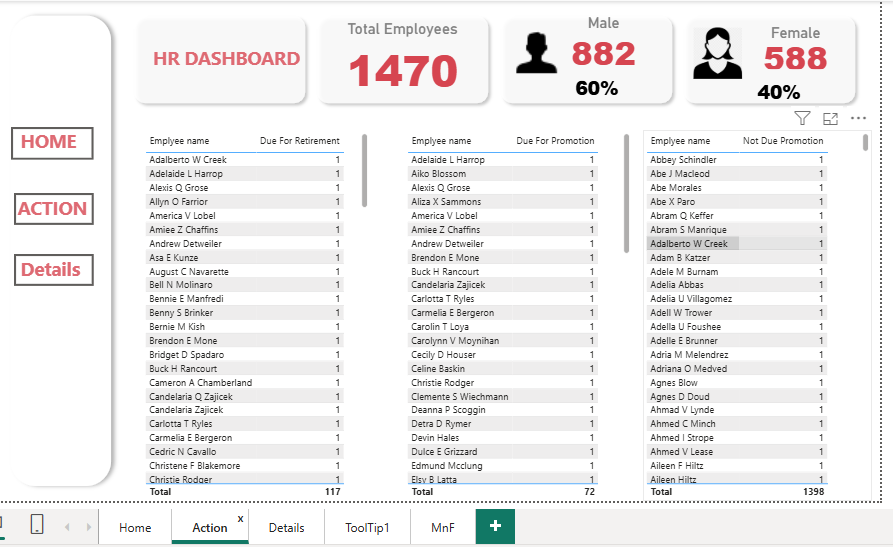 HR DASHBOARD
Total Employees
1470
Male
882
60%
Female
588
40%
HOME
ACTION
Details
Emplyee name Due For Retirement
Adalberto W Creek 1
Adelaide L Harrop 1
Alexis Q Grose 1
Allyn O Farrior 1
America V Lobel 1
Amiee Z Chaffins 1
Andrew Detweiler 1
Asa E Kunze 1
August C Navarette 1
Bell N Molinaro 1
Bennie E Manfredi 1
Benny S Brinker 1
Bernie M Kish 1
Brendon E Mone 1
Bridget D Spadaro 1
Buck H Rancourt 1
Cameron A Chamberland 1
Candelaria Q Zajicek 1
Candelaria Zajicek 1
Carlotta T Ryles 1
Carmelia E Bergeron 1
Cedric N Cavallo 1
Christene F Blakemore 1
Christie Rodger 1
Total 117
Emplyee name Due For Promotion
Adelaide L Harrop 1
Aiko Blossom 1
Alexis Q Grose 1
Aliza X Sammons 1
America V Lobel 1
Amiee Z Chaffins 1
Andrew Detweiler 1
Brendon E Mone 1
Buck H Rancourt 1
Candelaria Zajicek 1
Carlotta T Ryles 1
Carmelia E Bergeron 1
Carolin T Loya 1
Carolynn V Moynihan 1
Cecily D Houser 1
Celine Baskin 1
Christie Rodger 1
Clemente S Wiechmann 1
Deanna P Scoggin 1
Detra D Rymer 1
Devin Hales 1
Dulce E Grizzard 1
Edmund Mcclung 1
Elsy B Latta 1
Total 72
Emplyee name Not Due Promotion
Abbey Schindler 1
Abe J Macleod 1
Abe Morales 1
Abe X Paro 1
Abram Q Keffer 1
Abram S Manrique 1
Adalberto W Creek 1
Adam B Katzer 1
Adele M Burnam 1
Adelia Abbas 1
Adelia U Villagomez 1
Adell W Trower 1
Adella U Foushee 1
Adelle E Brunner 1
Adria M Melendrez 1
Adriana O Medved 1
Agnes Blow 1
Agnes D Doud 1
Ahmad V Lynde 1
Ahmed C Minch 1
Ahmed I Strope 1
Ahmed V Lease 1
Aileen F Hiltz 1
Aileen Hiltz 1
Total 1398
Home
Action x
Details
ToolTip1
MnF
+